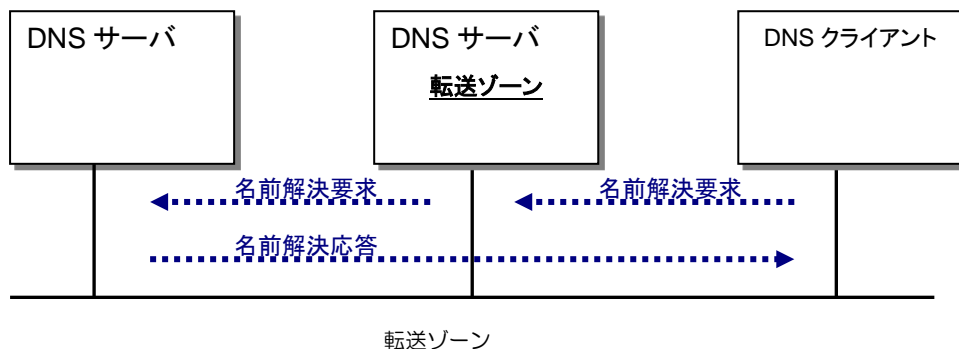 DNS サーバ
DNS サーバ
転送ゾーン
DNS クライアント
名前解決要求
名前解決要求
名前解決応答
転送ゾーン